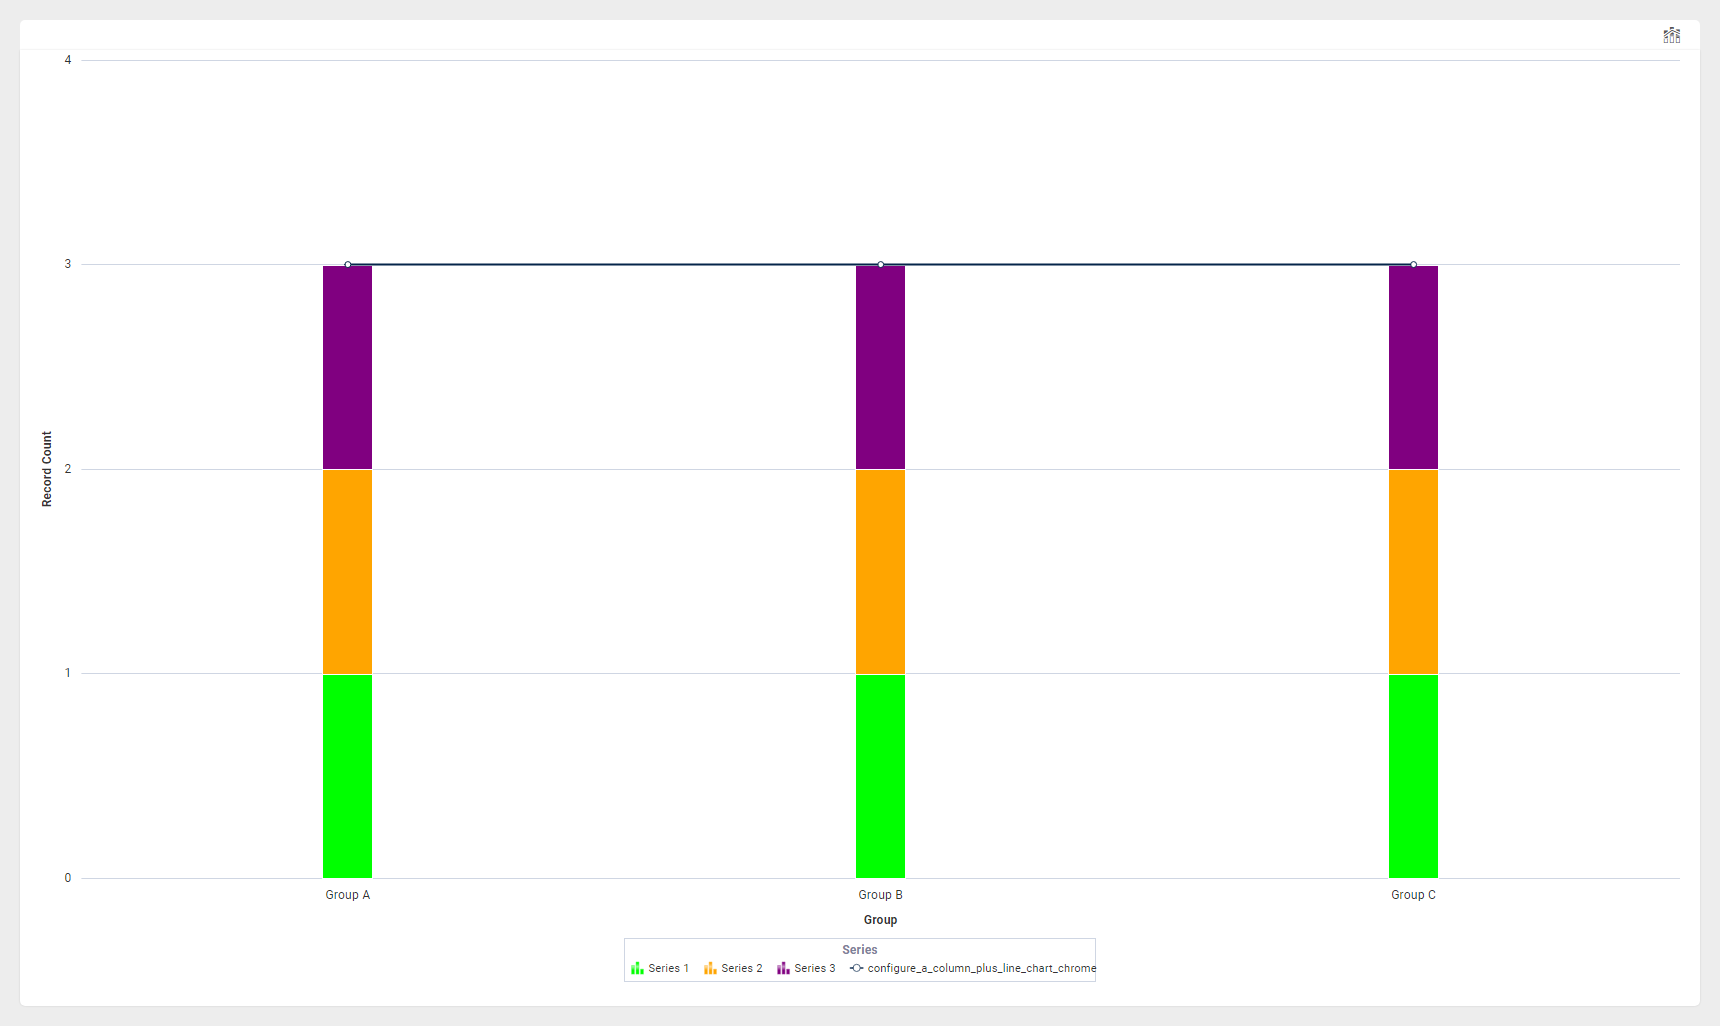 4
3
2
1
0
Record Count
Group A
Group B
Group C
Group
Series
Series 1
Series 2
Series 3
configure_a_column_plus_line_chart_chrome